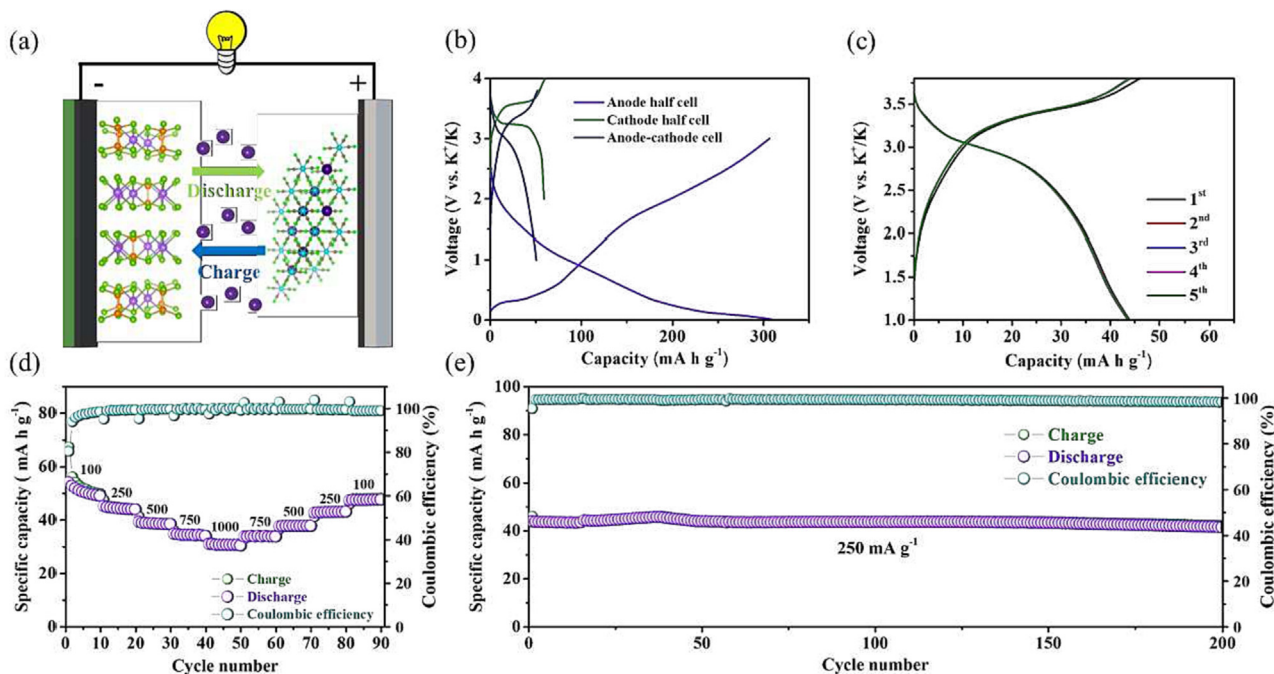 (a)
-
+
Discharge
Charge
(b)
Anode half cell
Cathode half cell
Anode-cathode cell
Voltage (V vs. K⁺/K)
4
3
2
1
0
0
100
200
300
Capacity (mA h g⁻¹)
(c)
1ˢᵗ
2ⁿᵈ
3ʳᵈ
4ᵗʰ
5ᵗʰ
Voltage (V vs. K⁺/K)
3.5
3.0
2.5
2.0
1.5
1.0
0
10
20
30
40
50
60
Capacity (mA h g⁻¹)
(d)
Specific capacity ( mA h g⁻¹)
80
60
40
20
0
100
250
500
750
1000
750
500
250
100
Charge
Discharge
Coulombic efficiency
100
80
60
40
20
0
Coulombic efficiency (%)
0
10
20
30
40
50
60
70
80
90
Cycle number
(e)
Specific capacity ( mA h g⁻¹)
100
90
80
70
60
50
40
30
20
10
0
Charge
Discharge
Coulombic efficiency
250 mA g⁻¹
100
80
60
40
20
0
Coulombic efficiency (%)
0
50
100
150
200
Cycle number